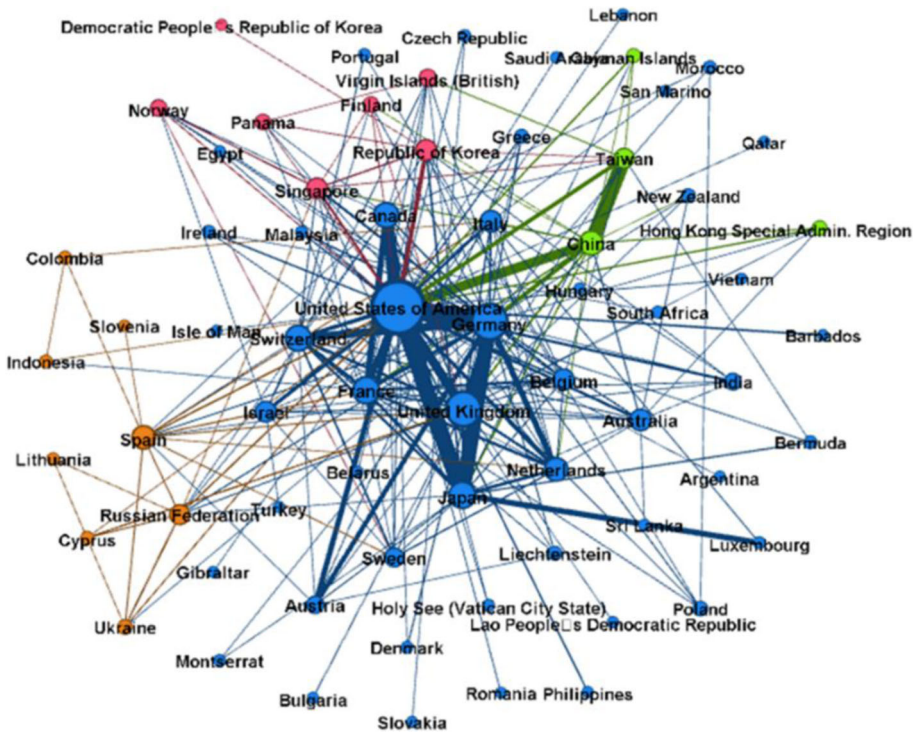 Lebanon
Democratic People□s Republic of Korea
Czech Republic
Portugal
Saudi Arabia
Cayman Islands
Morocco
Virgin Islands (British)
San Marino
Norway
Finland
Panama
Greece
Qatar
Egypt
Republic of Korea
Taiwan
Singapore
New Zealand
Canada
Italy
Ireland
Malaysia
China
Hong Kong Special Admin. Region
Colombia
Vietnam
Hungary
United States of America
South Africa
Slovenia
Germany
Isle of Man
Switzerland
Barbados
Indonesia
France
Belgium
India
Israel
United Kingdom
Australia
Spain
Bermuda
Lithuania
Belarus
Netherlands
Argentina
Japan
Russian Federation
Turkey
Sri Lanka
Cyprus
Luxembourg
Sweden
Liechtenstein
Gibraltar
Austria
Holy See (Vatican City State)
Poland
Ukraine
Lao People□s Democratic Republic
Denmark
Montserrat
Bulgaria
Romania
Philippines
Slovakia